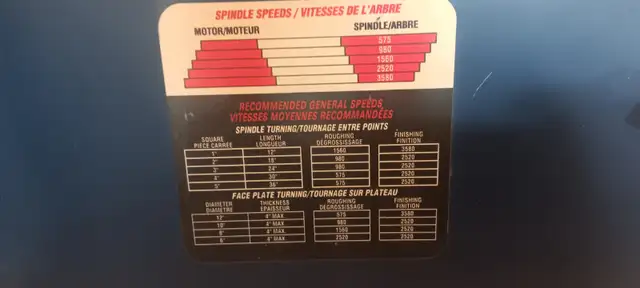 SPINDLE SPEEDS / VITESSES DE L'ARBRE
MOTOR/MOTEUR SPINDLE/ARBRE
575
980
1560
2520
3580
RECOMMENDED GENERAL SPEEDS
VITESSES MOYENNES RECOMMANDÉES
SPINDLE TURNING/TOURNAGE ENTRE POINTS
SQUARE LENGTH ROUGHING FINISHING
PIECE CARREE LONGUEUR DEGROSSISSAGE FINITION
1" 12" 1560 3580
2" 18" 980 2520
3" 24" 980 2520
4" 30" 575 2520
5" 36" 575 2520
FACE PLATE TURNING/TOURNAGE SUR PLATEAU
DIAMETER THICKNESS ROUGHING FINISHING
DIAMETRE EPAISSEUR DEGROSSISSAGE FINITION
12" 4" MAX. 575 3580
10" 4" MAX. 980 2520
8" 4" MAX. 1560 2520
6" 4" MAX. 2520 2520